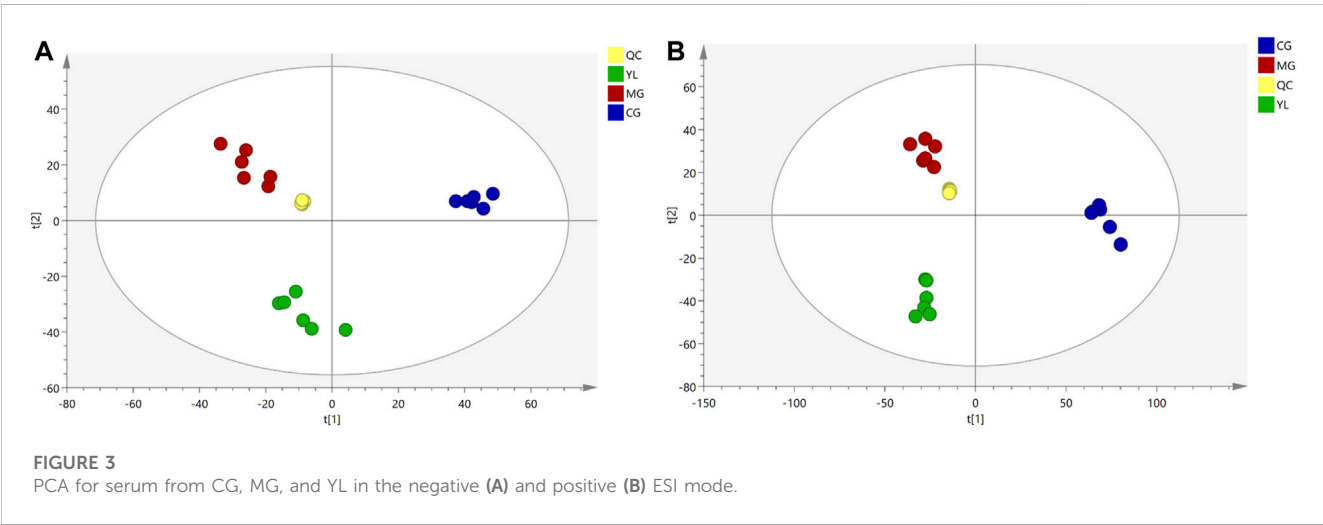 A
QC
YL
MG
CG
40
20
0
-20
-40
-60
t[2]
-80 -60 -40 -20 0 20 40 60
t[1]
B
CG
MG
QC
YL
60
40
20
0
-20
-40
-60
-80
t[2]
-150 -100 -50 0 50 100
t[1]
FIGURE 3
PCA for serum from CG, MG, and YL in the negative (A) and positive (B) ESI mode.